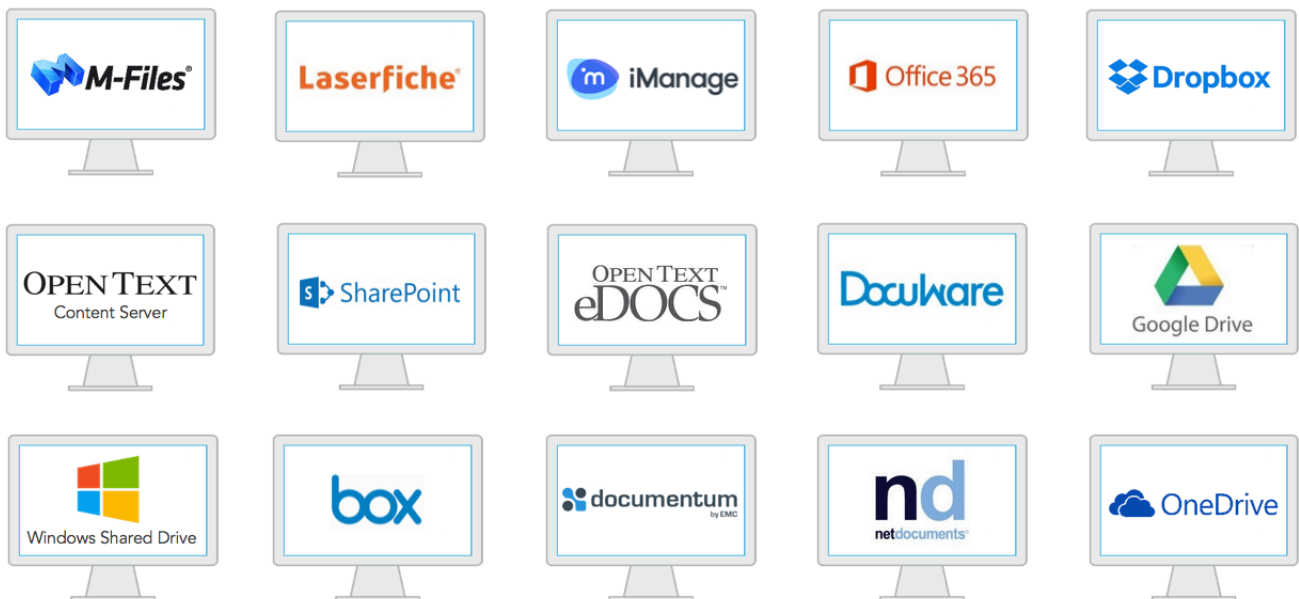 M-Files®
Laserfiche®
m iManage
Office 365
Dropbox
OPEN TEXT
Content Server
S SharePoint
OPEN TEXT
eDOCS™
DocuWare
Google Drive
Windows Shared Drive
box
documentum
by EMC
nd
netdocuments®
OneDrive